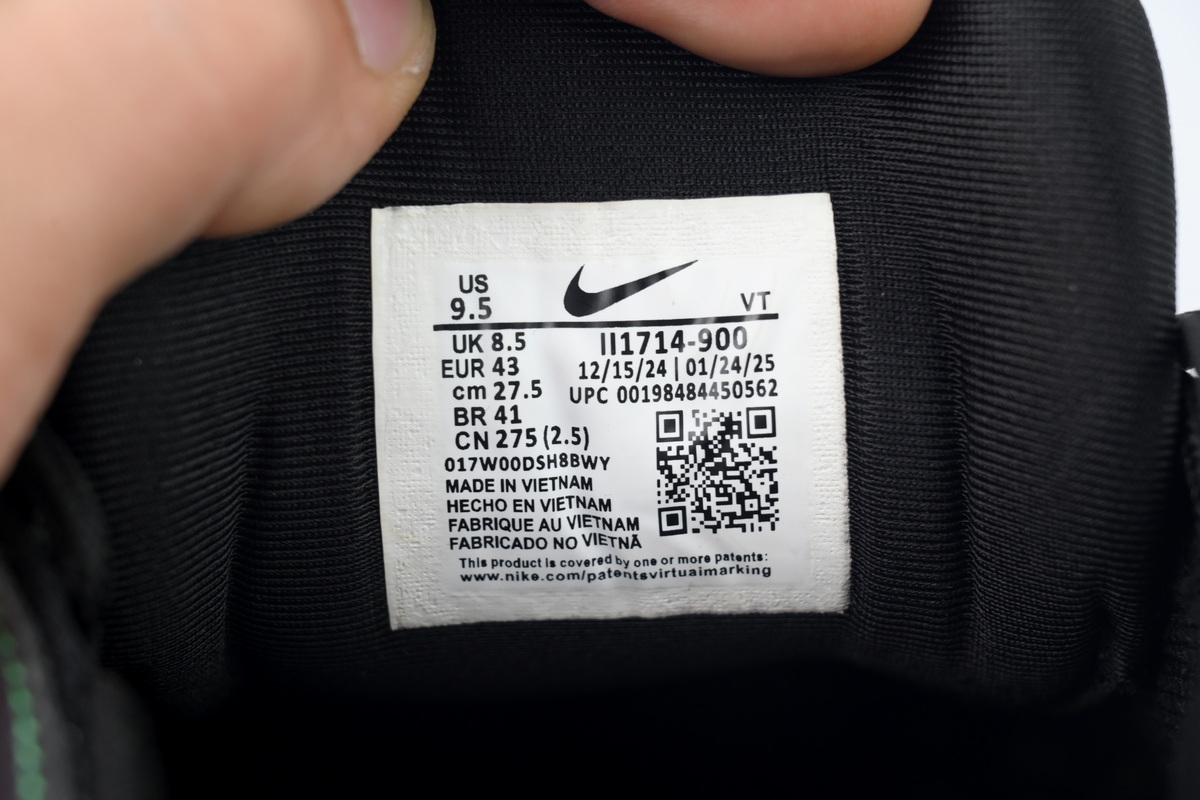 US
9.5
VT
UK 8.5
EUR 43
cm 27.5
BR 41
CN 275 (2.5)
II1714-900
12/15/24 | 01/24/25
UPC 00198484450562
017W00DSH8BWY
MADE IN VIETNAM
HECHO EN VIETNAM
FABRIQUE AU VIETNAM
FABRICADO NO VIETNÃ
This product is covered by one or more patents:
www.nike.com/patentsvirtuaimarking